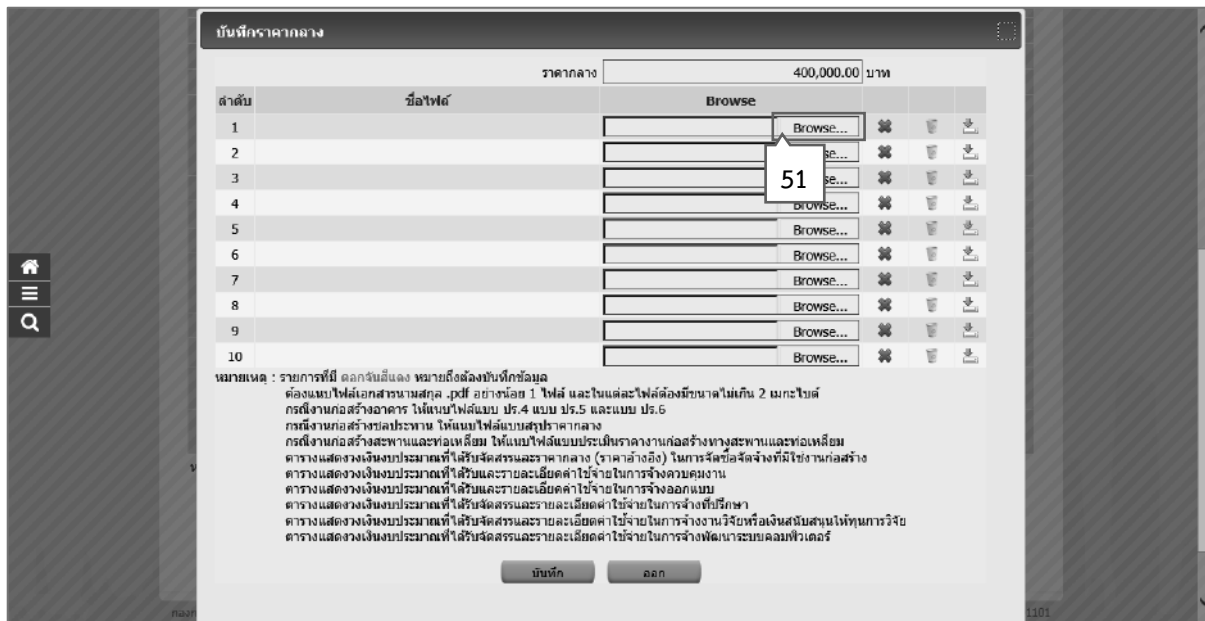 บันทึกราคากลาง
ราคากลาง 400,000.00 บาท
ลำดับ ชื่อไฟล์ Browse
1 Browse...
2 se...
51
3 se...
4 Browse...
5 Browse...
6 Browse...
7 Browse...
8 Browse...
9 Browse...
10 Browse...
หมายเหตุ : รายการที่มี ดอกจันสีแดง หมายถึงต้องบันทึกข้อมูล
ต้องแนบไฟล์เอกสารนามสกุล .pdf อย่างน้อย 1 ไฟล์ และในแต่ละไฟล์ต้องมีขนาดไม่เกิน 2 เมกะไบต์
กรณีงานก่อสร้างอาคาร ให้แนบไฟล์แบบ ปร.4 แบบ ปร.5 และแบบ ปร.6
กรณีงานก่อสร้างชลประทาน ให้แนบไฟล์แบบสรุปราคากลาง
กรณีงานก่อสร้างสะพานและท่อเหลี่ยม ให้แนบไฟล์แบบประเมินราคางานก่อสร้างทางสะพานและท่อเหลี่ยม
ตารางแสดงวงเงินงบประมาณที่ได้รับจัดสรรและราคากลาง (ราคาอ้างอิง) ในการจัดซื้อจัดจ้างที่มิใช่งานก่อสร้าง
ตารางแสดงวงเงินงบประมาณที่ได้รับและรายละเอียดค่าใช้จ่ายในการจ้างควบคุมงาน
ตารางแสดงวงเงินงบประมาณที่ได้รับและรายละเอียดค่าใช้จ่ายในการจ้างออกแบบ
ตารางแสดงวงเงินงบประมาณที่ได้รับจัดสรรและรายละเอียดค่าใช้จ่ายในการจ้างที่ปรึกษา
ตารางแสดงวงเงินงบประมาณที่ได้รับจัดสรรและรายละเอียดค่าใช้จ่ายในการจ้างงานวิจัยหรือเงินสนับสนุนให้ทุนการวิจัย
ตารางแสดงวงเงินงบประมาณที่ได้รับจัดสรรและรายละเอียดค่าใช้จ่ายในการจ้างพัฒนาระบบคอมพิวเตอร์
บันทึก ออก
1101